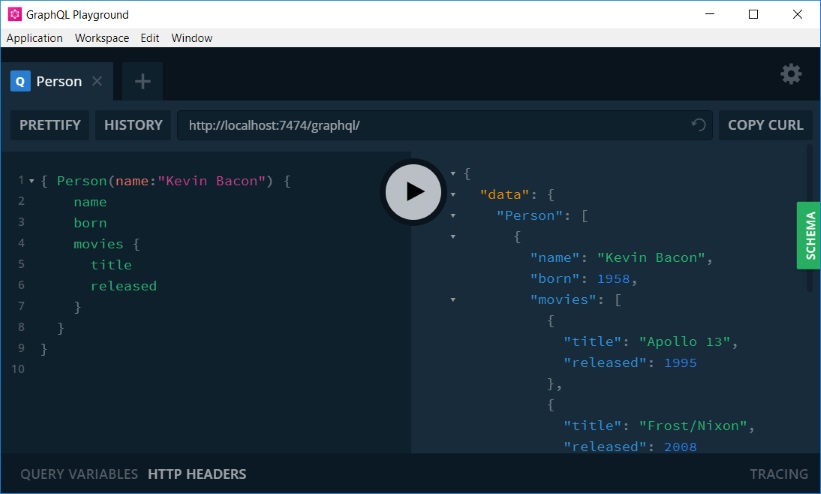 GraphQL Playground
Application Workspace Edit Window
Q Person
PRETTIFY HISTORY http://localhost:7474/graphql/ COPY CURL
1 { Person(name:"Kevin Bacon") {
2 name
3 born
4 movies {
5 title
6 released
7 }
8 }
9 }
10
{
"data": {
"Person": [
{
"name": "Kevin Bacon",
"born": 1958,
"movies": [
{
"title": "Apollo 13",
"released": 1995
},
{
"title": "Frost/Nixon",
"released": 2008
SCHEMA
QUERY VARIABLES HTTP HEADERS TRACING